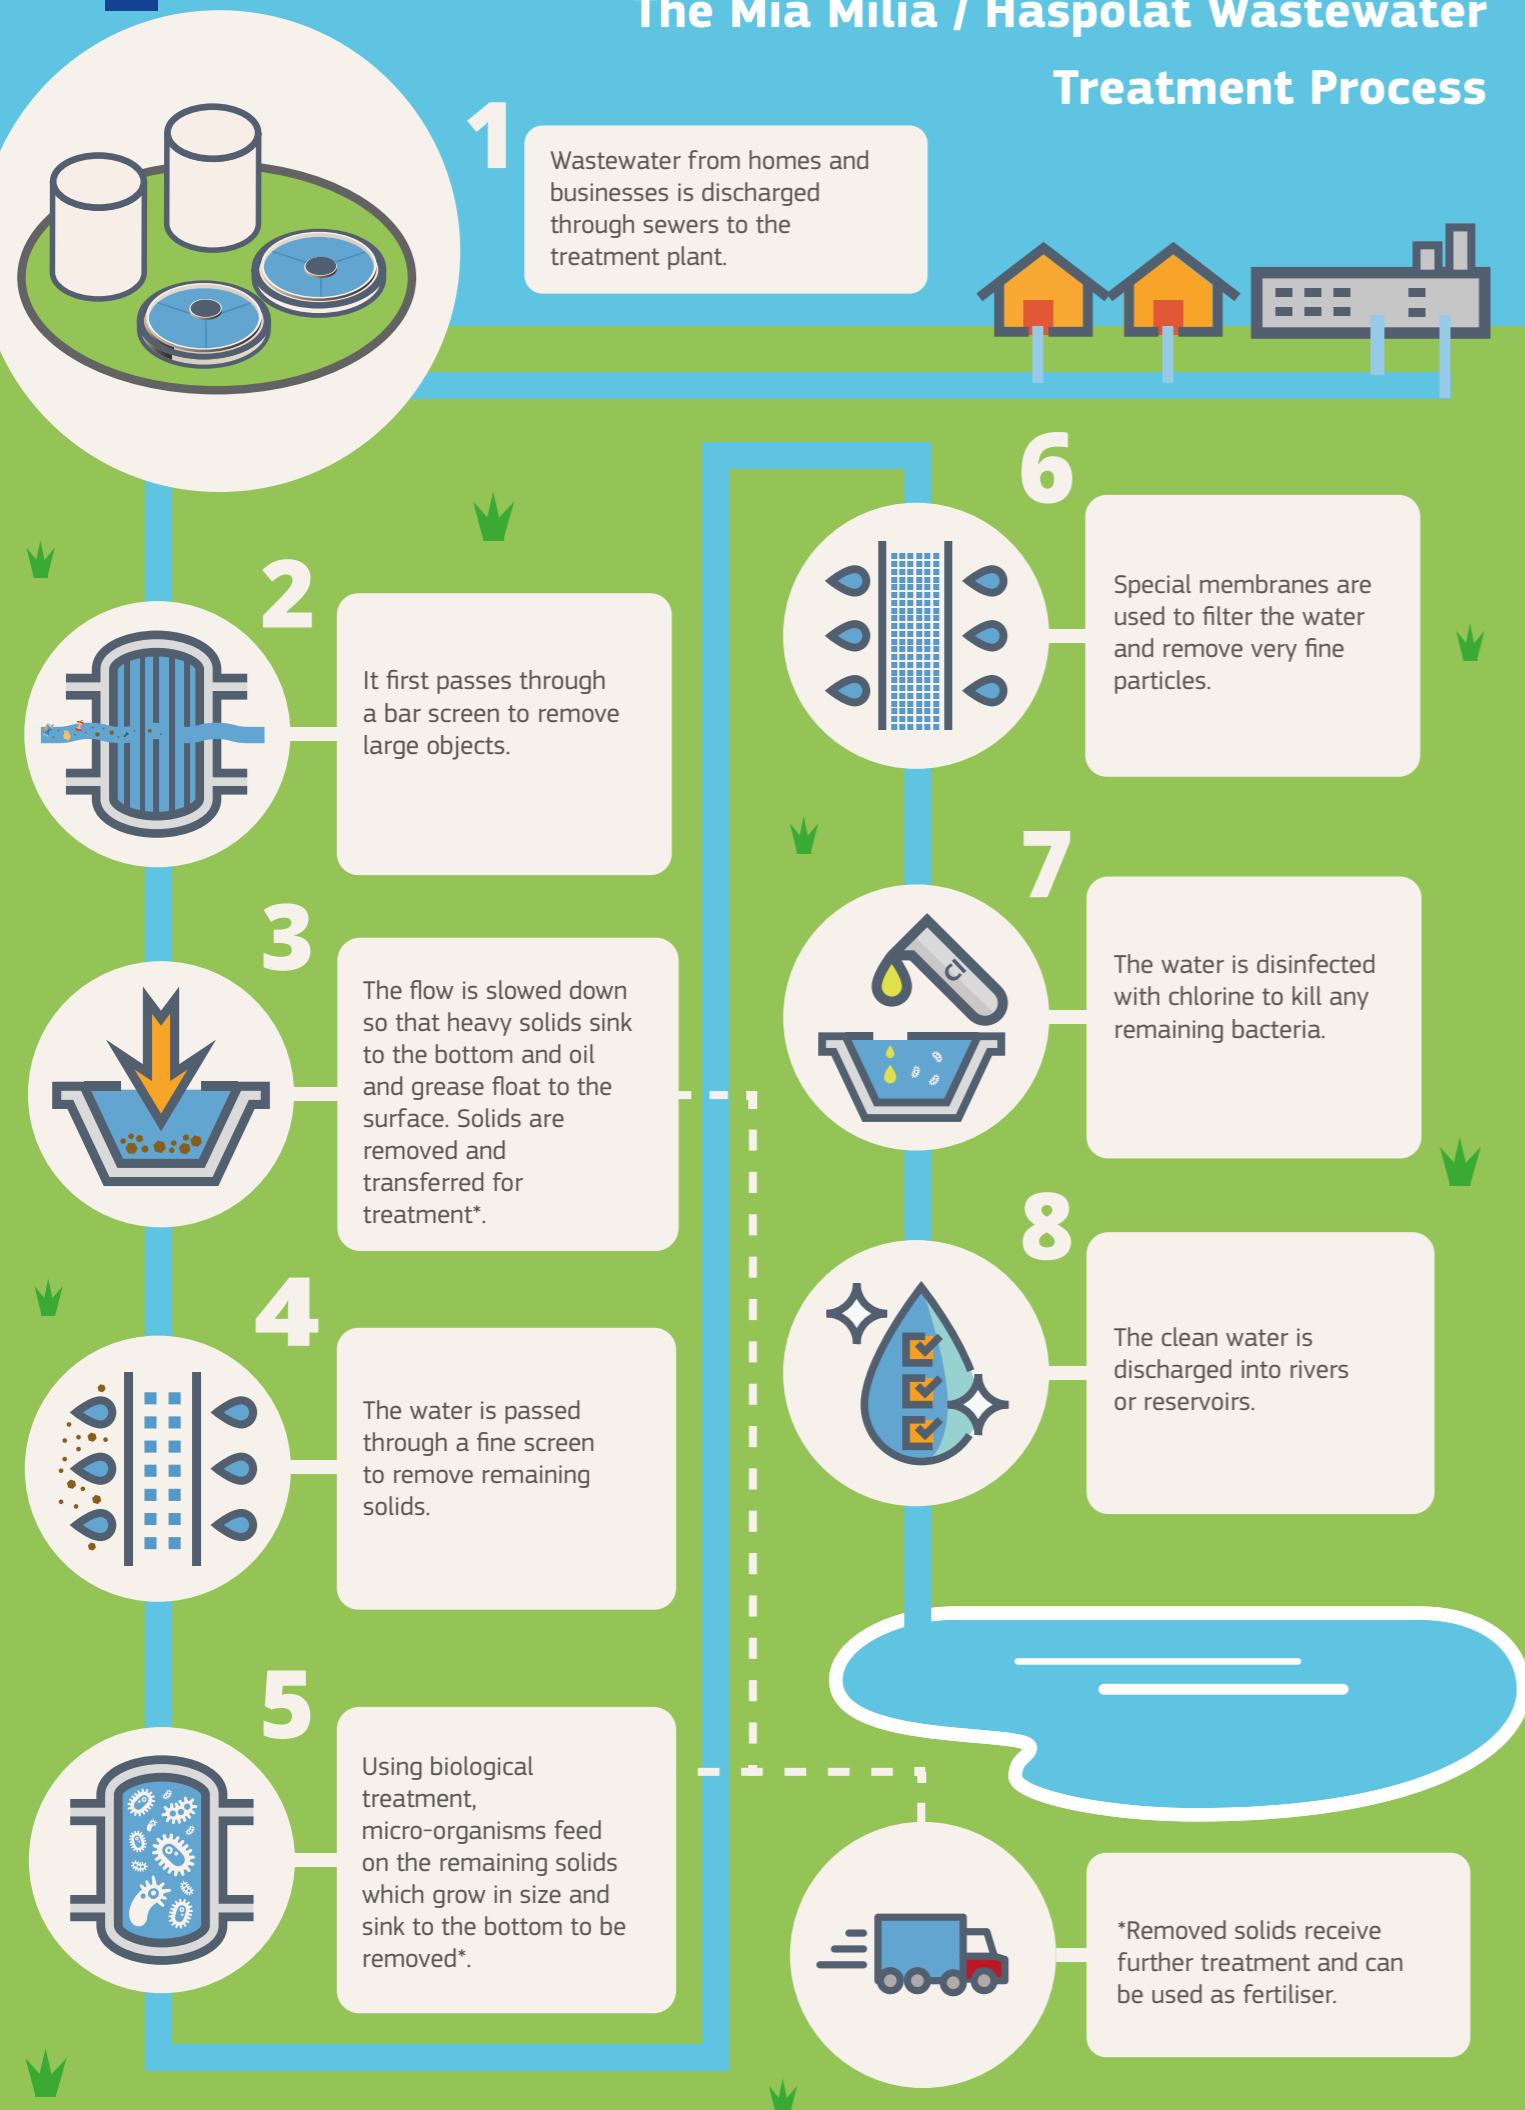 The Mia Milia / Haspolat Wastewater
Treatment Process
1
Wastewater from homes and
businesses is discharged
through sewers to the
treatment plant.
2
It first passes through
a bar screen to remove
large objects.
3
The flow is slowed down
so that heavy solids sink
to the bottom and oil
and grease float to the
surface. Solids are
removed and
transferred for
treatment*.
4
The water is passed
through a fine screen
to remove remaining
solids.
5
Using biological
treatment,
micro-organisms feed
on the remaining solids
which grow in size and
sink to the bottom to be
removed*.
6
Special membranes are
used to filter the water
and remove very fine
particles.
7
Cl
The water is disinfected
with chlorine to kill any
remaining bacteria.
8
The clean water is
discharged into rivers
or reservoirs.
*Removed solids receive
further treatment and can
be used as fertiliser.